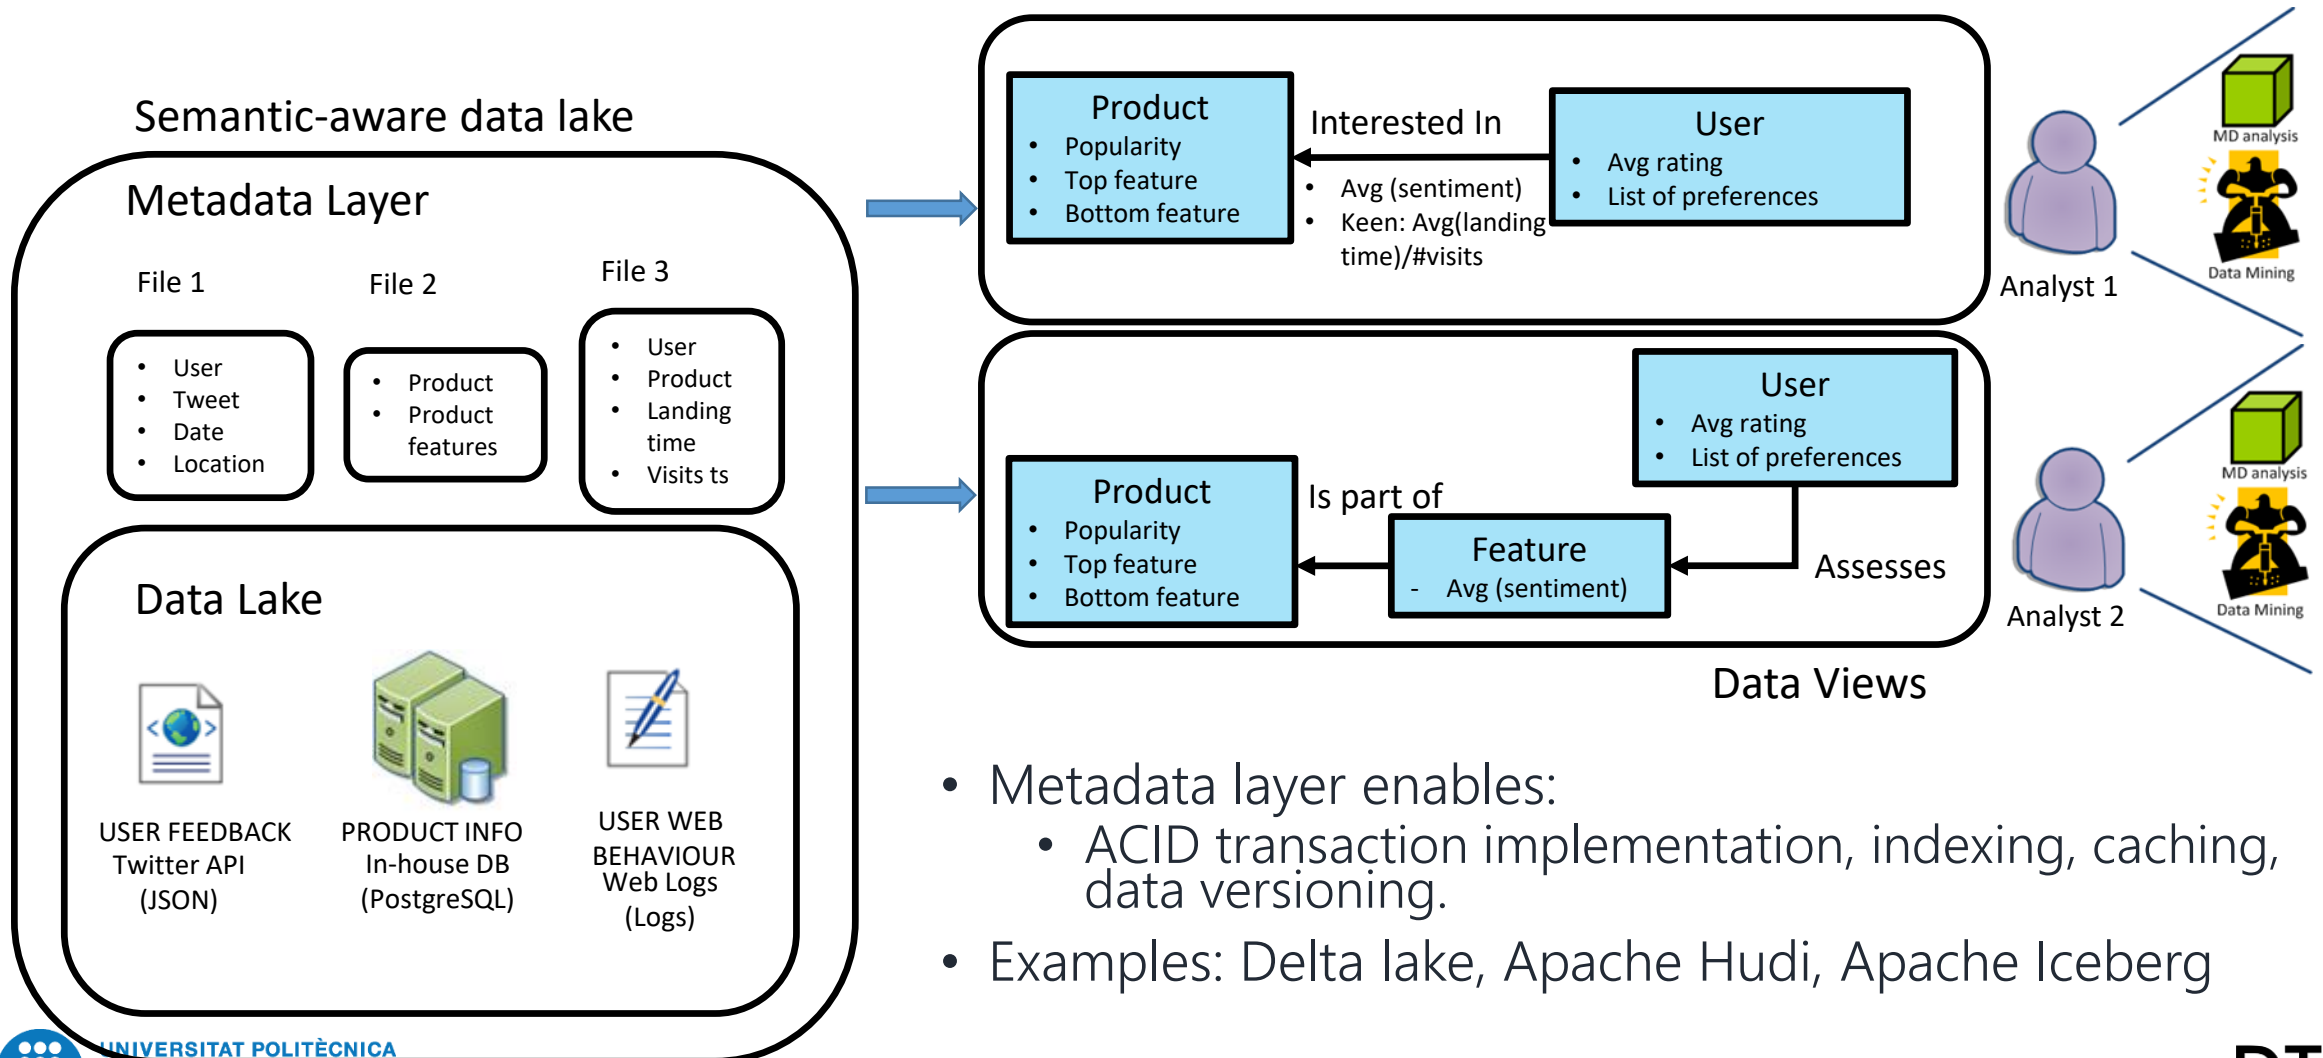 Semantic-aware data lake
Metadata Layer
File 1
• User
• Tweet
• Date
• Location
File 2
• Product
• Product
features
File 3
• User
• Product
• Landing
time
• Visits ts
Data Lake
USER FEEDBACK
Twitter API
(JSON)
PRODUCT INFO
In-house DB
(PostgreSQL)
USER WEB
BEHAVIOUR
Web Logs
(Logs)
Product
• Popularity
• Top feature
• Bottom feature
Interested In
• Avg (sentiment)
• Keen: Avg(landing
time)/#visits
User
• Avg rating
• List of preferences
Analyst 1
MD analysis
Data Mining
Product
• Popularity
• Top feature
• Bottom feature
Is part of
Feature
- Avg (sentiment)
User
• Avg rating
• List of preferences
Assesses
Analyst 2
MD analysis
Data Mining
Data Views
• Metadata layer enables:
• ACID transaction implementation, indexing, caching,
data versioning.
• Examples: Delta lake, Apache Hudi, Apache Iceberg
UNIVERSITAT POLITÈCNICA